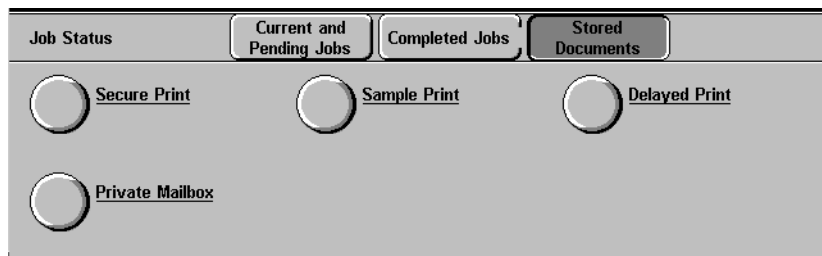 Job Status
Current and
Pending Jobs
Completed Jobs
Stored
Documents
Secure Print
Sample Print
Delayed Print
Private Mailbox